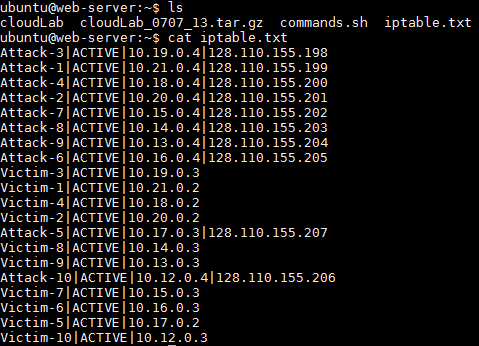 ubuntu@web-server:~$ ls
cloudLab  cloudLab_0707_13.tar.gz  commands.sh  iptable.txt
ubuntu@web-server:~$ cat iptable.txt
Attack-3|ACTIVE|10.19.0.4|128.110.155.198
Attack-1|ACTIVE|10.21.0.4|128.110.155.199
Attack-4|ACTIVE|10.18.0.4|128.110.155.200
Attack-2|ACTIVE|10.20.0.4|128.110.155.201
Attack-7|ACTIVE|10.15.0.4|128.110.155.202
Attack-8|ACTIVE|10.14.0.4|128.110.155.203
Attack-9|ACTIVE|10.13.0.4|128.110.155.204
Attack-6|ACTIVE|10.16.0.4|128.110.155.205
Victim-3|ACTIVE|10.19.0.3
Victim-1|ACTIVE|10.21.0.2
Victim-4|ACTIVE|10.18.0.2
Victim-2|ACTIVE|10.20.0.2
Attack-5|ACTIVE|10.17.0.3|128.110.155.207
Victim-8|ACTIVE|10.14.0.3
Victim-9|ACTIVE|10.13.0.3
Attack-10|ACTIVE|10.12.0.4|128.110.155.206
Victim-7|ACTIVE|10.15.0.3
Victim-6|ACTIVE|10.16.0.3
Victim-5|ACTIVE|10.17.0.2
Victim-10|ACTIVE|10.12.0.3